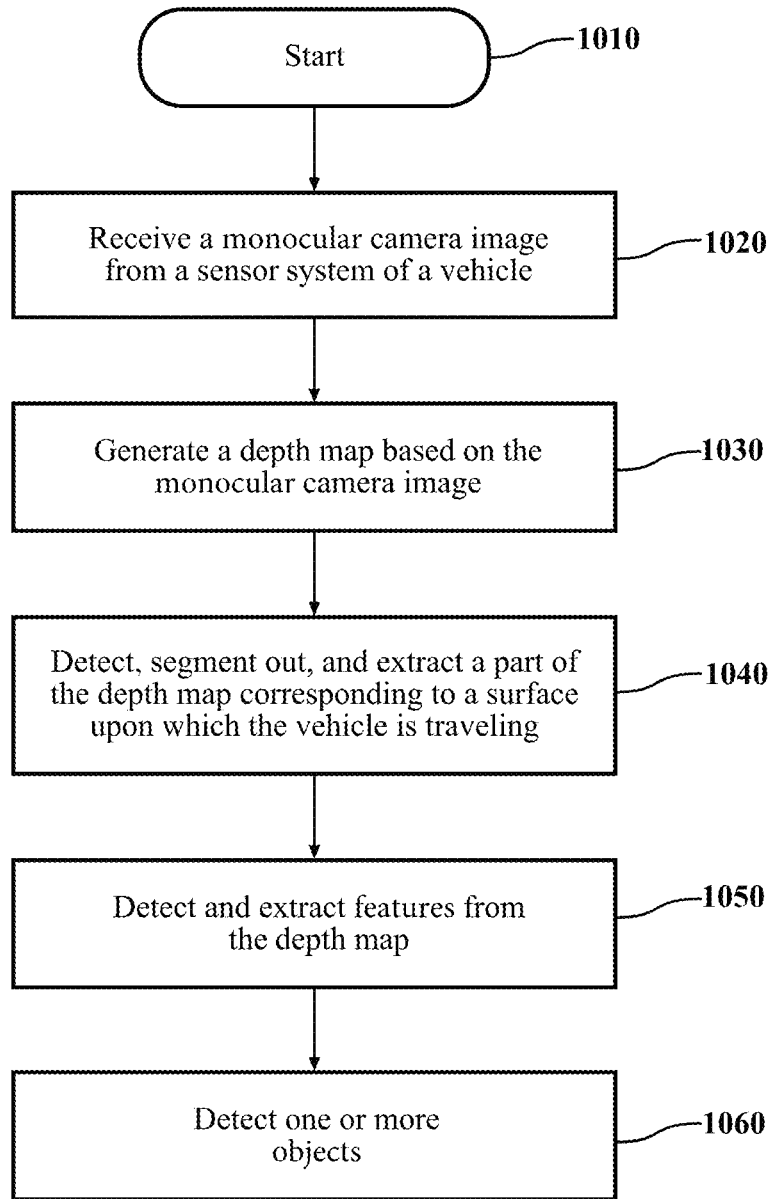 Start
1010
Receive a monocular camera image
from a sensor system of a vehicle
1020
Generate a depth map based on the
monocular camera image
1030
Detect, segment out, and extract a part of
the depth map corresponding to a surface
upon which the vehicle is traveling
1040
Detect and extract features from
the depth map
1050
Detect one or more
objects
1060